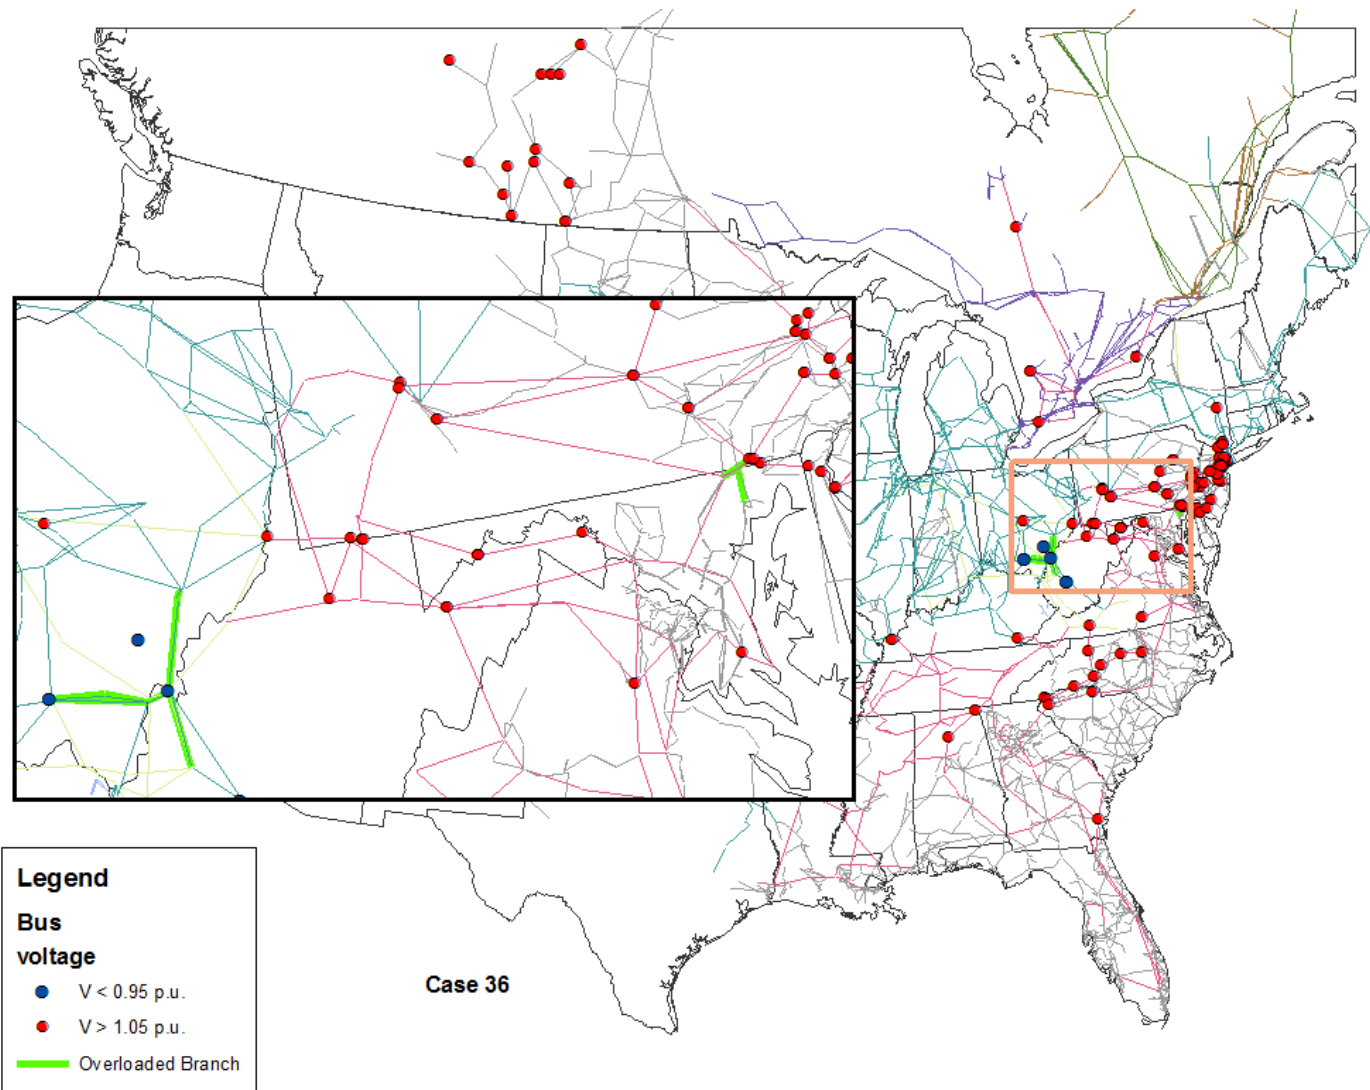 Legend
Bus
voltage
V < 0.95 p.u.
V > 1.05 p.u.
Overloaded Branch
Case 36